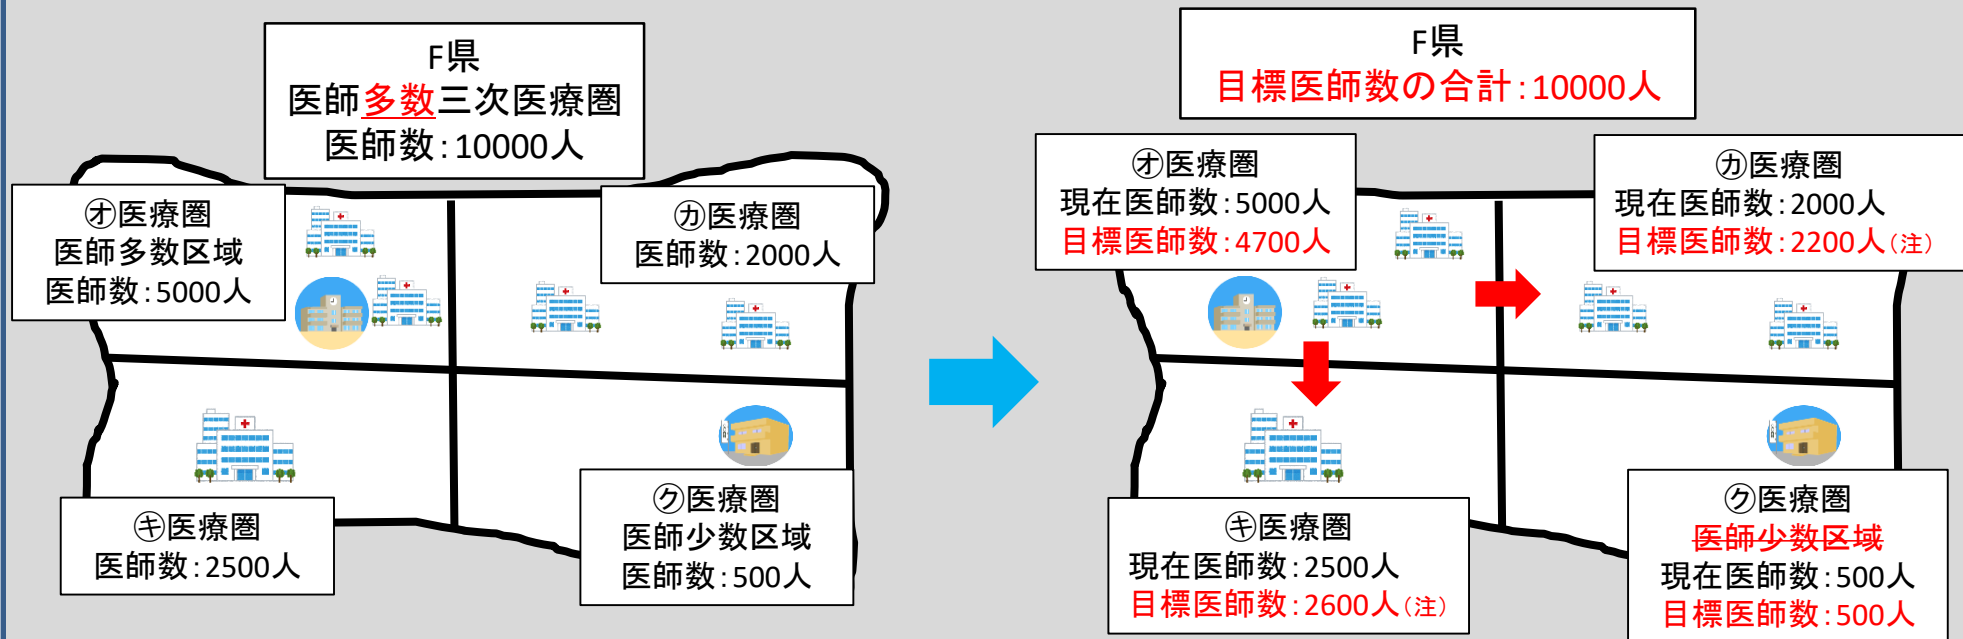 F県
医師多数三次医療圏
医師数:10000人
㋔医療圏
医師多数区域
医師数:5000人
㋕医療圏
医師数:2000人
㋖医療圏
医師数:2500人
㋗医療圏
医師少数区域
医師数:500人
F県
目標医師数の合計:10000人
㋔医療圏
現在医師数:5000人
目標医師数:4700人
㋕医療圏
現在医師数:2000人
目標医師数:2200人(注)
㋖医療圏
現在医師数:2500人
目標医師数:2600人(注)
㋗医療圏
医師少数区域
現在医師数:500人
目標医師数:500人